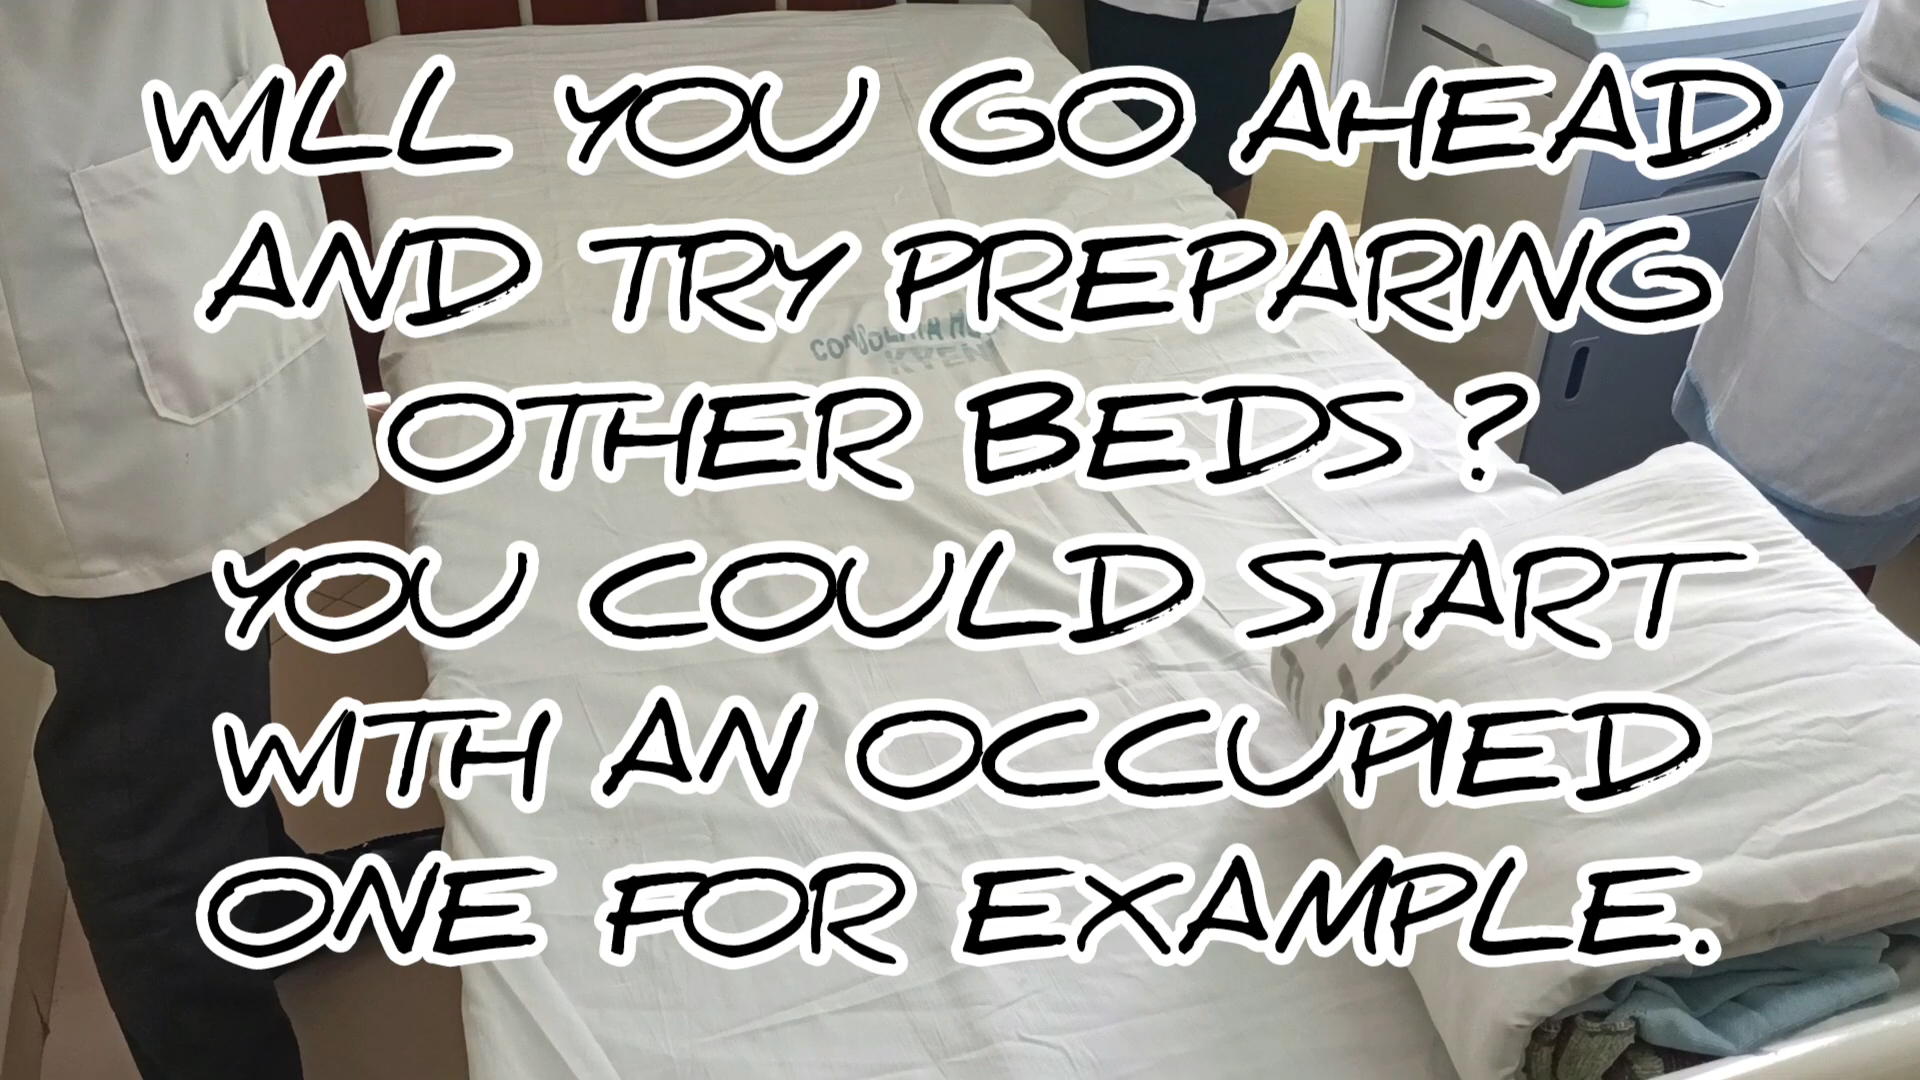 WILL YOU GO AHEAD
AND TRY PREPARING
OTHER BEDS ?
YOU COULD START
WITH AN OCCUPIED
ONE FOR EXAMPLE.